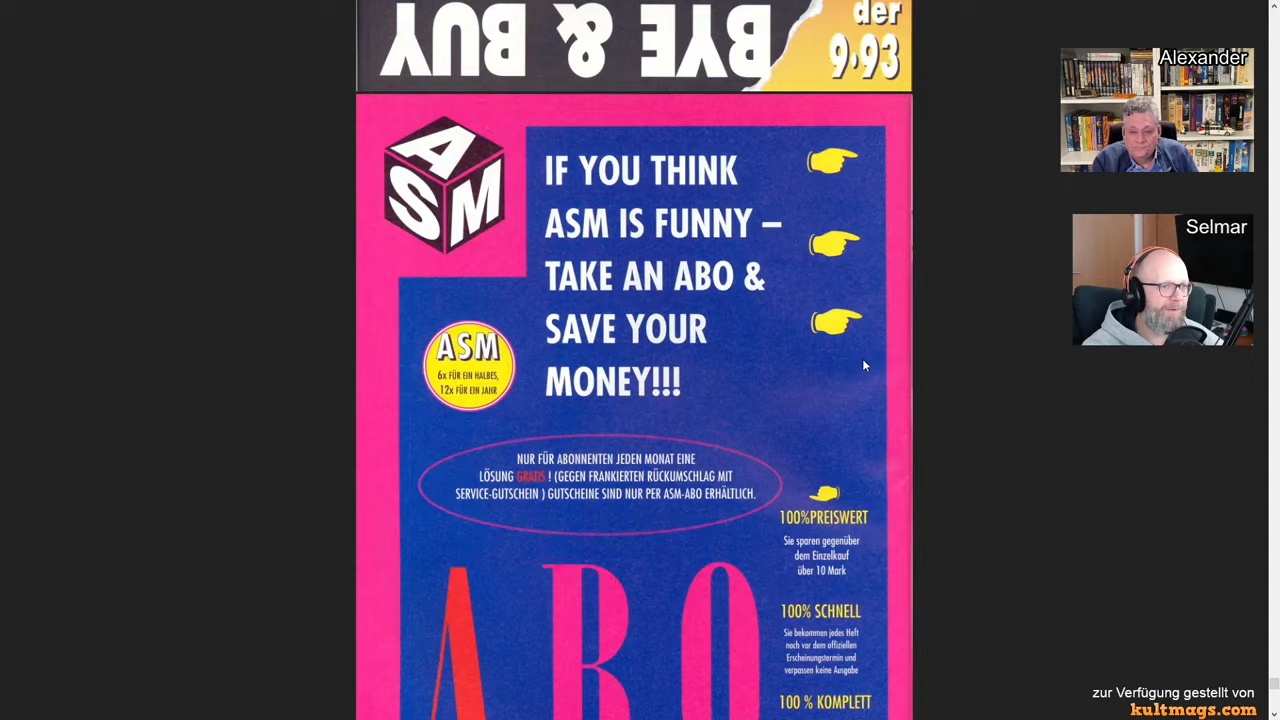 BYE & BUY
der
9·93
ASM
IF YOU THINK
ASM IS FUNNY –
TAKE AN ABO &
SAVE YOUR
MONEY!!!
ASM
6x FÜR EIN HALBES,
12x FÜR EIN JAHR
NUR FÜR ABONNENTEN JEDEN MONAT EINE
LÖSUNG GRATIS ! (GEGEN FRANKIERTEN RÜCKUMSCHLAG MIT
SERVICE-GUTSCHEIN ) GUTSCHEINE SIND NUR PER ASM-ABO ERHÄLTLICH.
ABO
100%PREISWERT
Sie sparen gegenüber
dem Einzelkauf
über 10 Mark
100% SCHNELL
Sie bekommen jedes Heft
noch vor dem offiziellen
Erscheinungstermin und
verpassen keine Ausgabe
100 % KOMPLETT
Alexander
Selmar
zur Verfügung gestellt von
kultmags.com